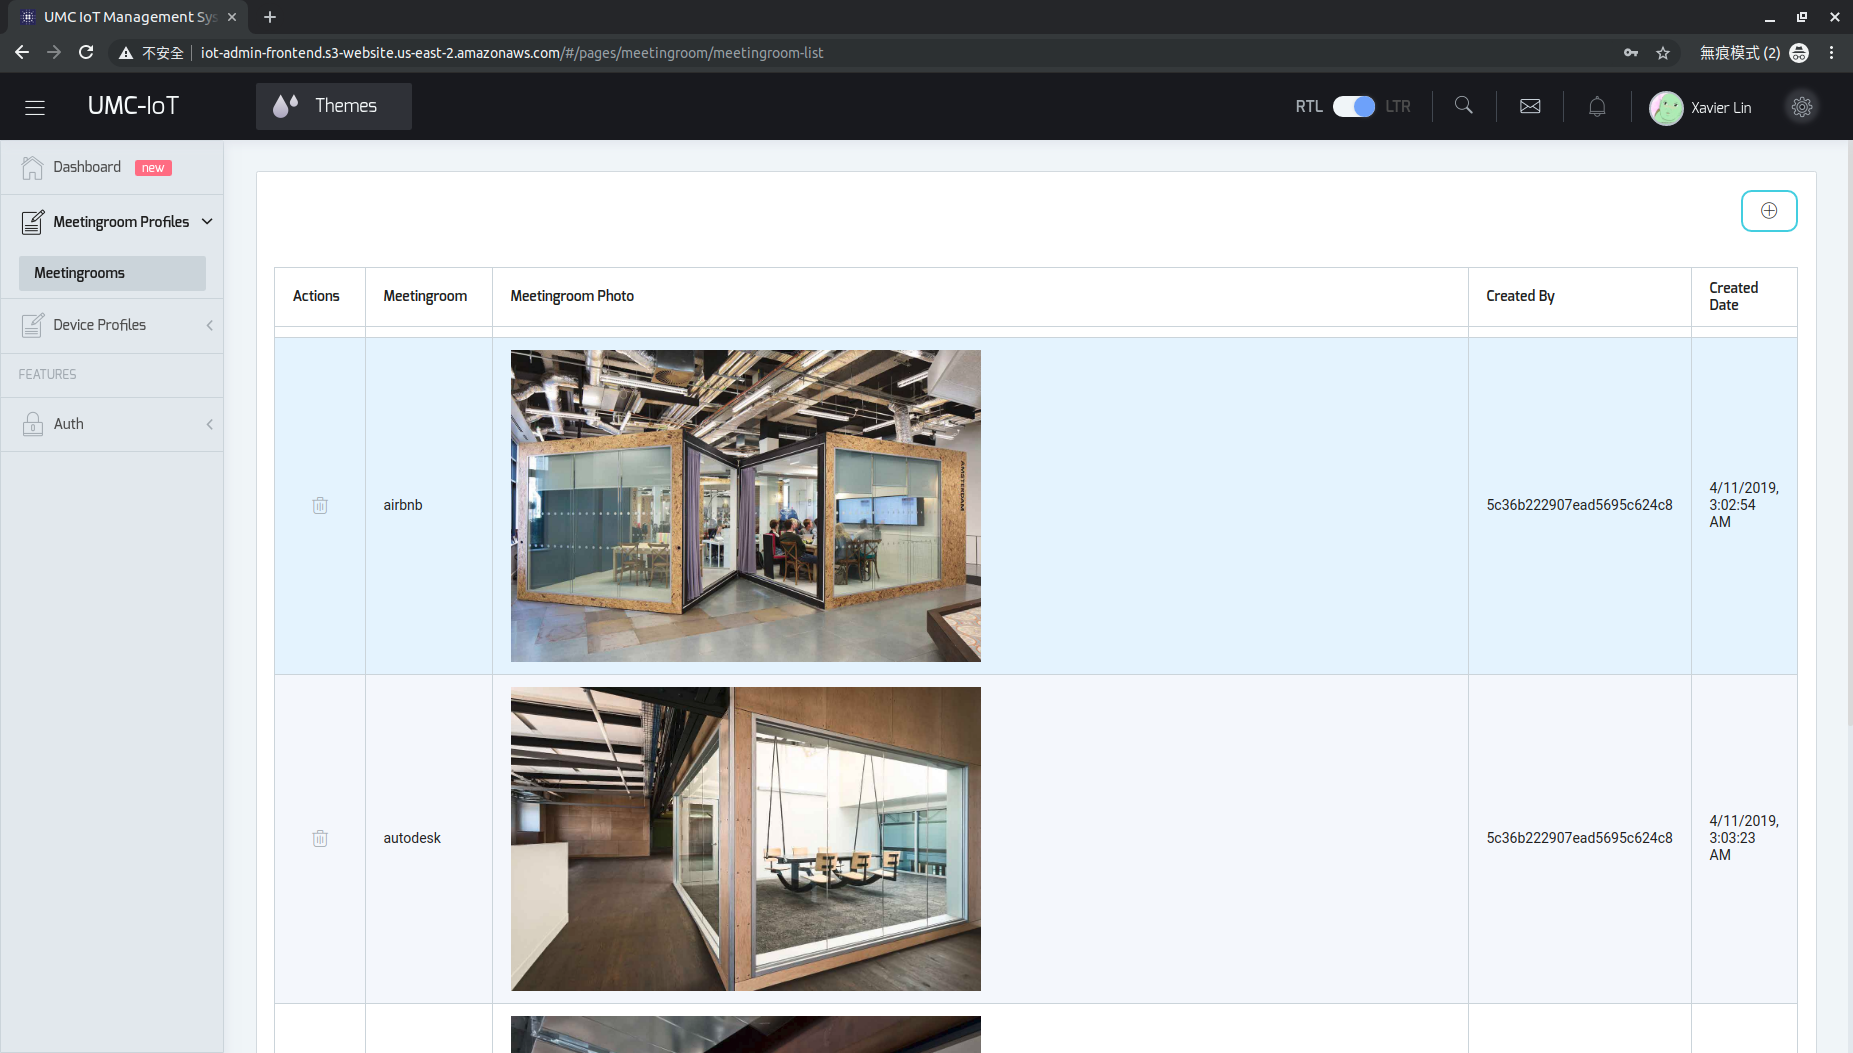 UMC IoT Management Sys
不安全
iot-admin-frontend.s3-website.us-east-2.amazonaws.com/#/pages/meetingroom/meetingroom-list
無痕模式 (2)
UMC-IoT
Themes
RTL
LTR
Xavier Lin
Dashboard
new
Meetingroom Profiles
Meetingrooms
Device Profiles
FEATURES
Auth
Actions
Meetingroom
Meetingroom Photo
Created By
Created
Date
airbnb
AMSTERDAM
5c36b222907ead5695c624c8
4/11/2019,
3:02:54
AM
autodesk
5c36b222907ead5695c624c8
4/11/2019,
3:03:23
AM